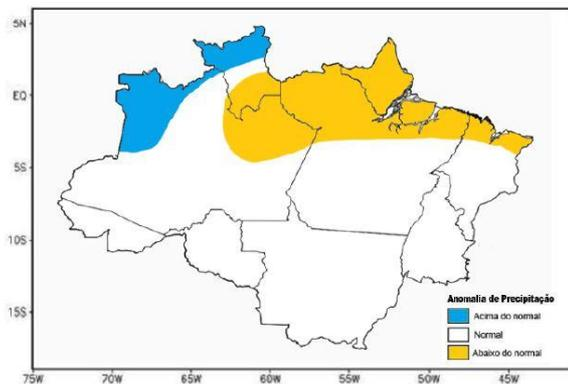 5N
EQ
5S
10S
15S
Anomalia de Precipitação
Acima do normal
Normal
Abaixo do normal
75W 70W 65W 60W 55W 50W 45W